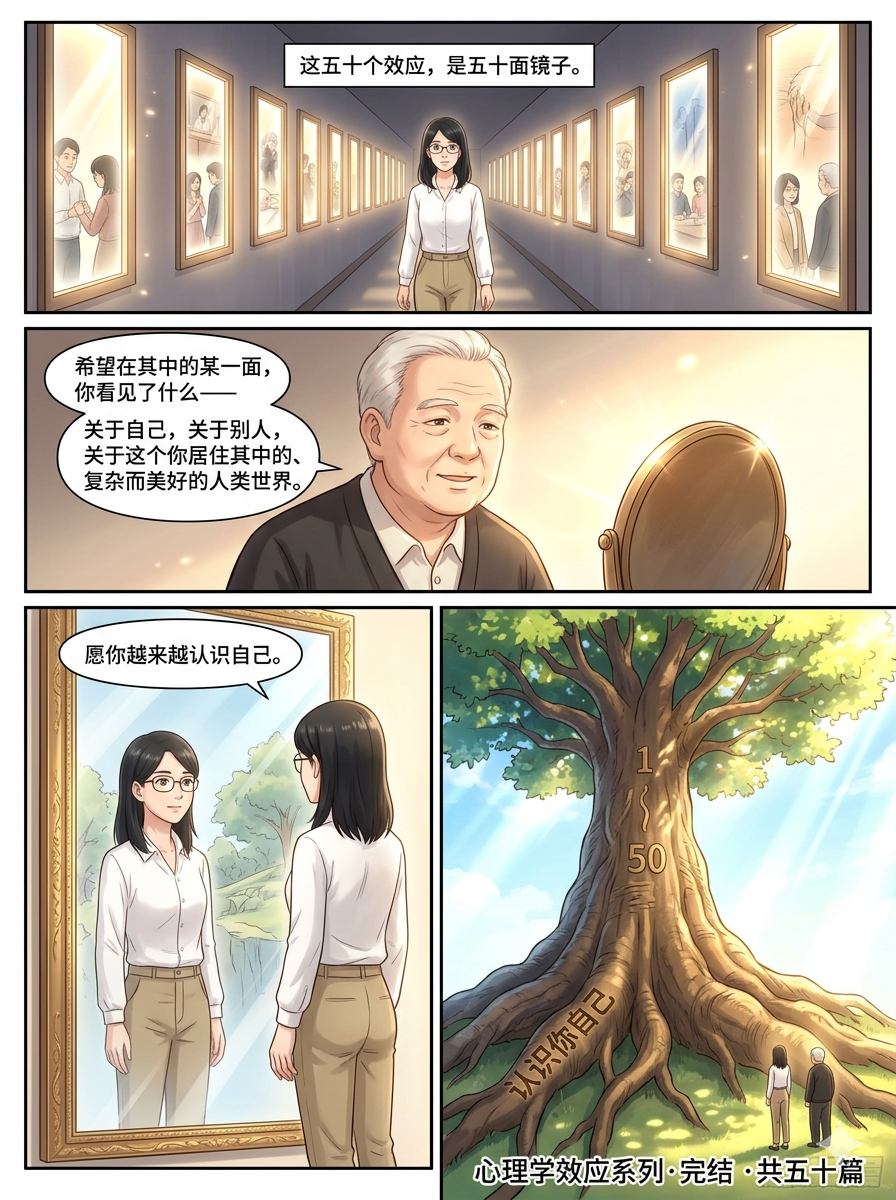 这五十个效应，是五十面镜子。
希望在其中的某一面，
你看见了什么——
关于自己，关于别人，
关于这个你居住其中的、
复杂而美好的人类世界。
愿你越来越认识自己。
1
～
50
认识你自己
心理学效应系列·完结 ·共五十篇